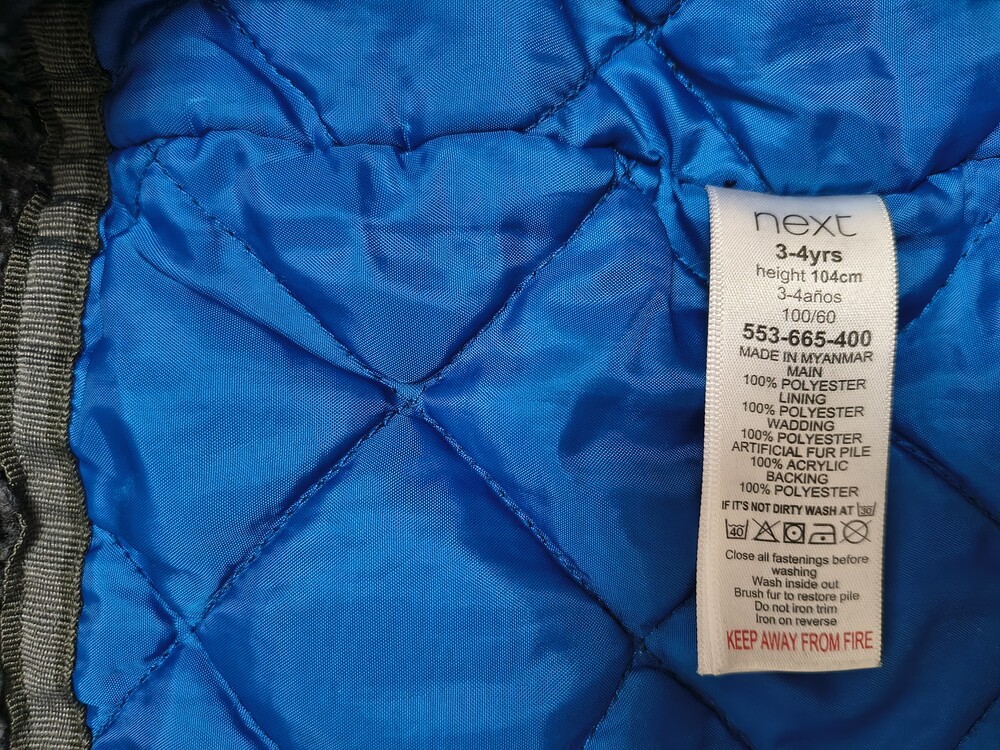 next
3-4yrs
height 104cm
3-4años
100/60
553-665-400
MADE IN MYANMAR
MAIN
100% POLYESTER
LINING
100% POLYESTER
WADDING
100% POLYESTER
ARTIFICIAL FUR PILE
100% ACRYLIC
BACKING
100% POLYESTER
IF IT'S NOT DIRTY WASH AT 30
40
Close all fastenings before
washing
Wash inside out
Brush fur to restore pile
Do not iron trim
Iron on reverse
KEEP AWAY FROM FIRE